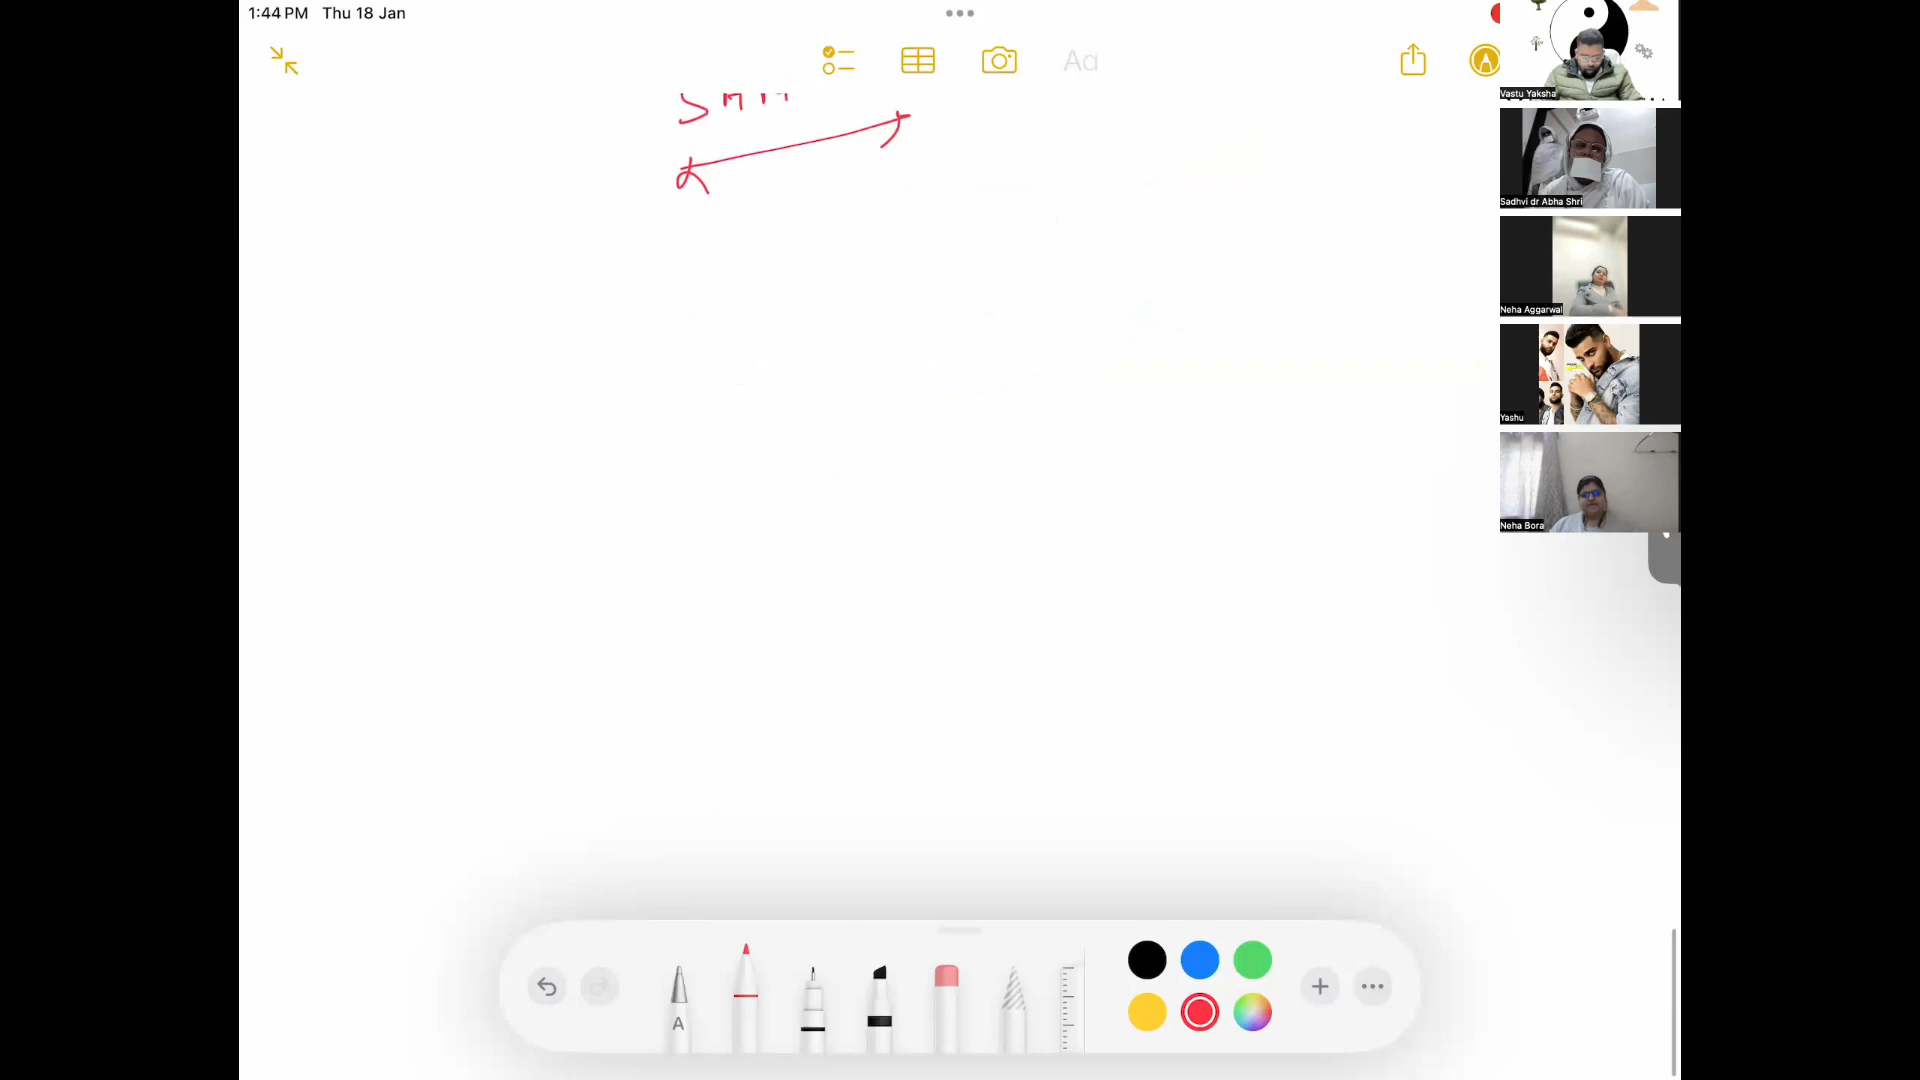 1:44 PM Thu 18 Jan
Aa
Vastu Yaksha
Sadhvi dr Abha Shri
Neha Aggarwal
Yashu
Neha Bora
A